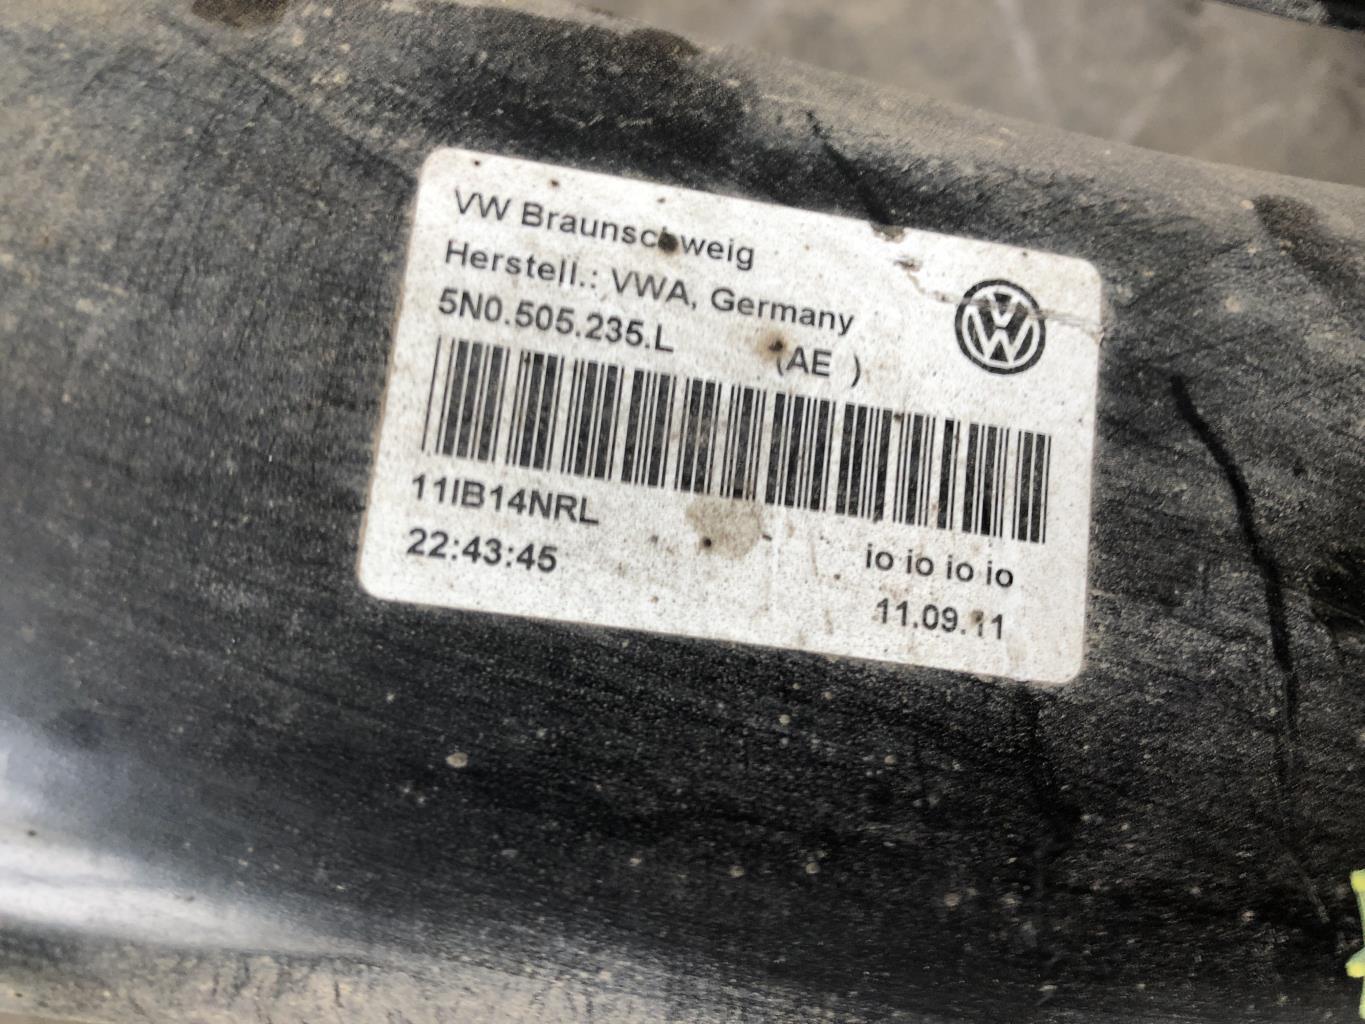 VW Braunschweig
Herstell.: VWA, Germany
5N0.505.235.L (AE )
11IB14NRL
22:43:45
io io io io
11.09.11